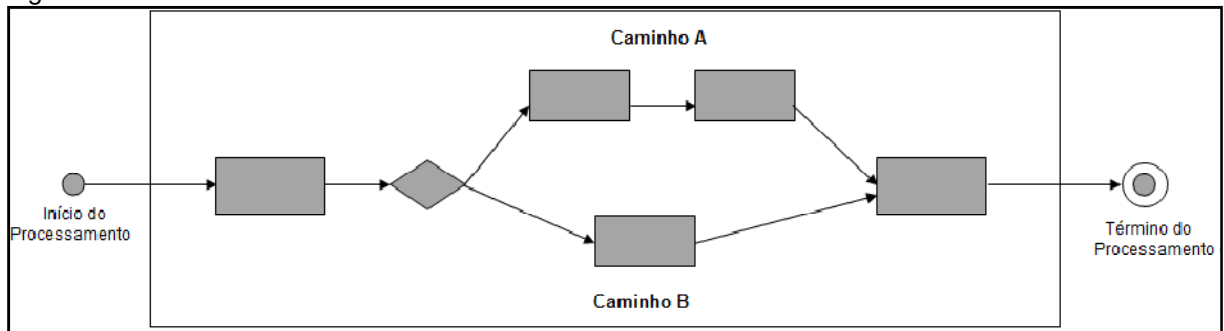 Caminho A
Início do
Processamento
Término do
Processamento
Caminho B